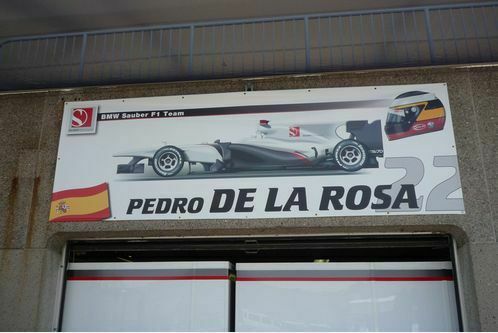 BMW Sauber F1 Team
PEDRO DE LA ROSA
22